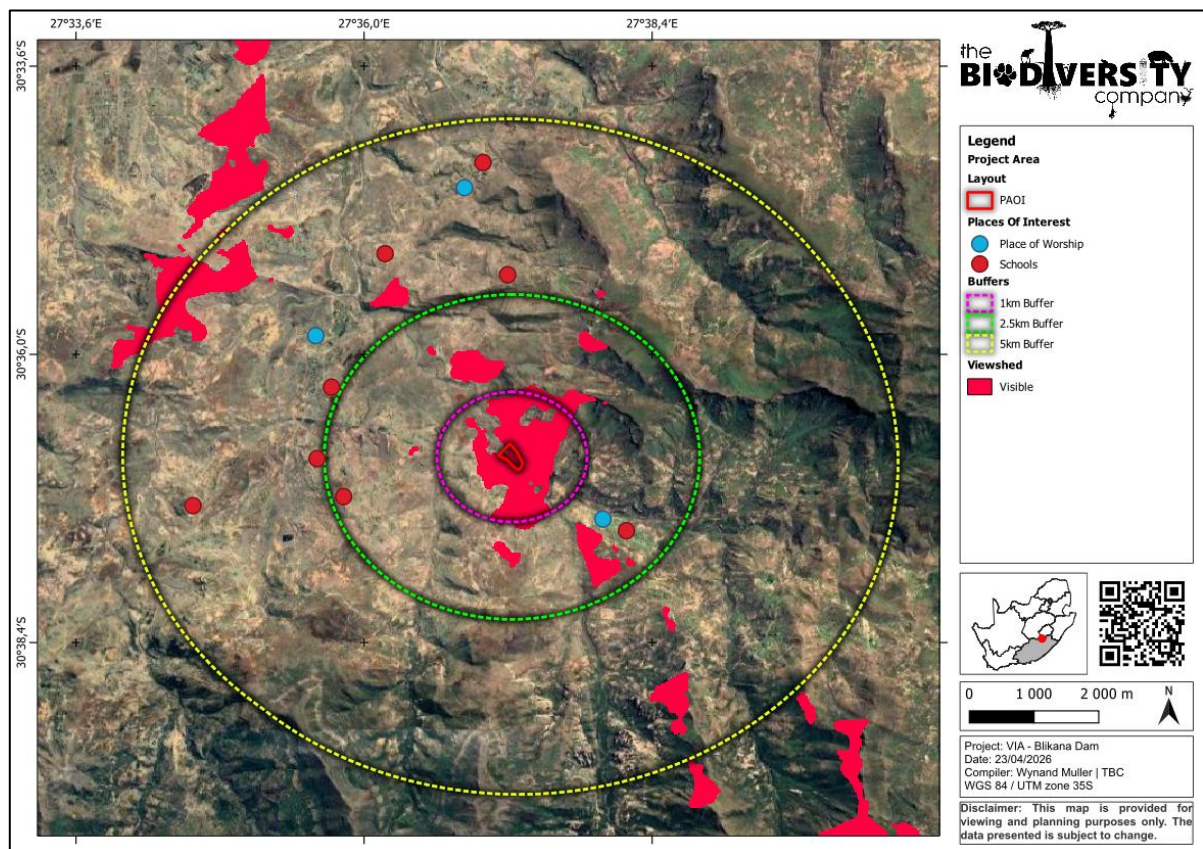 27°33,6'E 27°36,0'E 27°38,4'E
30°33,6'S
30°36,0'S
30°38,4'S
the
BIODIVERSITY
company
Legend
Project Area
Layout
PAOI
Places Of Interest
Place of Worship
Schools
Buffers
1km Buffer
2.5km Buffer
5km Buffer
Viewshed
Visible
0 1 000 2 000 m
N
Project: VIA - Blikana Dam
Date: 23/04/2026
Compiler: Wynand Muller | TBC
WGS 84 / UTM zone 35S
Disclaimer: This map is provided for
viewing and planning purposes only. The
data presented is subject to change.